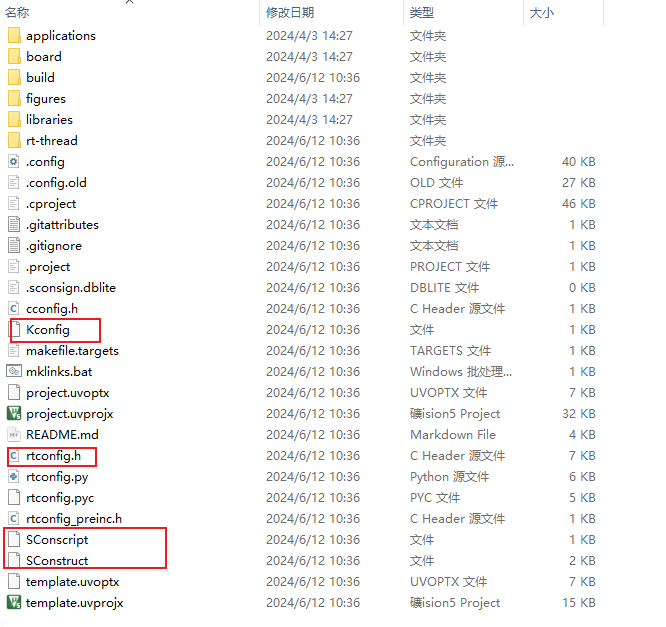 名称 修改日期 类型 大小
applications 2024/4/3 14:27 文件夹
board 2024/4/3 14:27 文件夹
build 2024/6/12 10:36 文件夹
figures 2024/4/3 14:27 文件夹
libraries 2024/4/3 14:27 文件夹
rt-thread 2024/6/12 10:36 文件夹
.config 2024/6/12 10:36 Configuration 源... 40 KB
.config.old 2024/6/12 10:36 OLD 文件 27 KB
.cproject 2024/6/12 10:36 CPROJECT 文件 46 KB
.gitattributes 2024/6/12 10:36 文本文档 1 KB
.gitignore 2024/6/12 10:36 文本文档 1 KB
.project 2024/6/12 10:36 PROJECT 文件 1 KB
.sconsign.dblite 2024/6/12 10:36 DBLITE 文件 0 KB
cconfig.h 2024/6/12 10:36 C Header 源文件 1 KB
Kconfig 2024/6/12 10:36 文件 1 KB
makefile.targets 2024/6/12 10:36 TARGETS 文件 1 KB
mklinks.bat 2024/6/12 10:36 Windows 批处理... 1 KB
project.uvoptx 2024/6/12 10:36 UVOPTX 文件 7 KB
project.uvprojx 2024/6/12 10:36 礦ision5 Project 32 KB
README.md 2024/6/12 10:36 Markdown File 4 KB
rtconfig.h 2024/6/12 10:36 C Header 源文件 7 KB
rtconfig.py 2024/6/12 10:36 Python 源文件 6 KB
rtconfig.pyc 2024/6/12 10:36 PYC 文件 5 KB
rtconfig_preinc.h 2024/6/12 10:36 C Header 源文件 1 KB
SConscript 2024/6/12 10:36 文件 1 KB
SConstruct 2024/6/12 10:36 文件 2 KB
template.uvoptx 2024/6/12 10:36 UVOPTX 文件 7 KB
template.uvprojx 2024/6/12 10:36 礦ision5 Project 15 KB